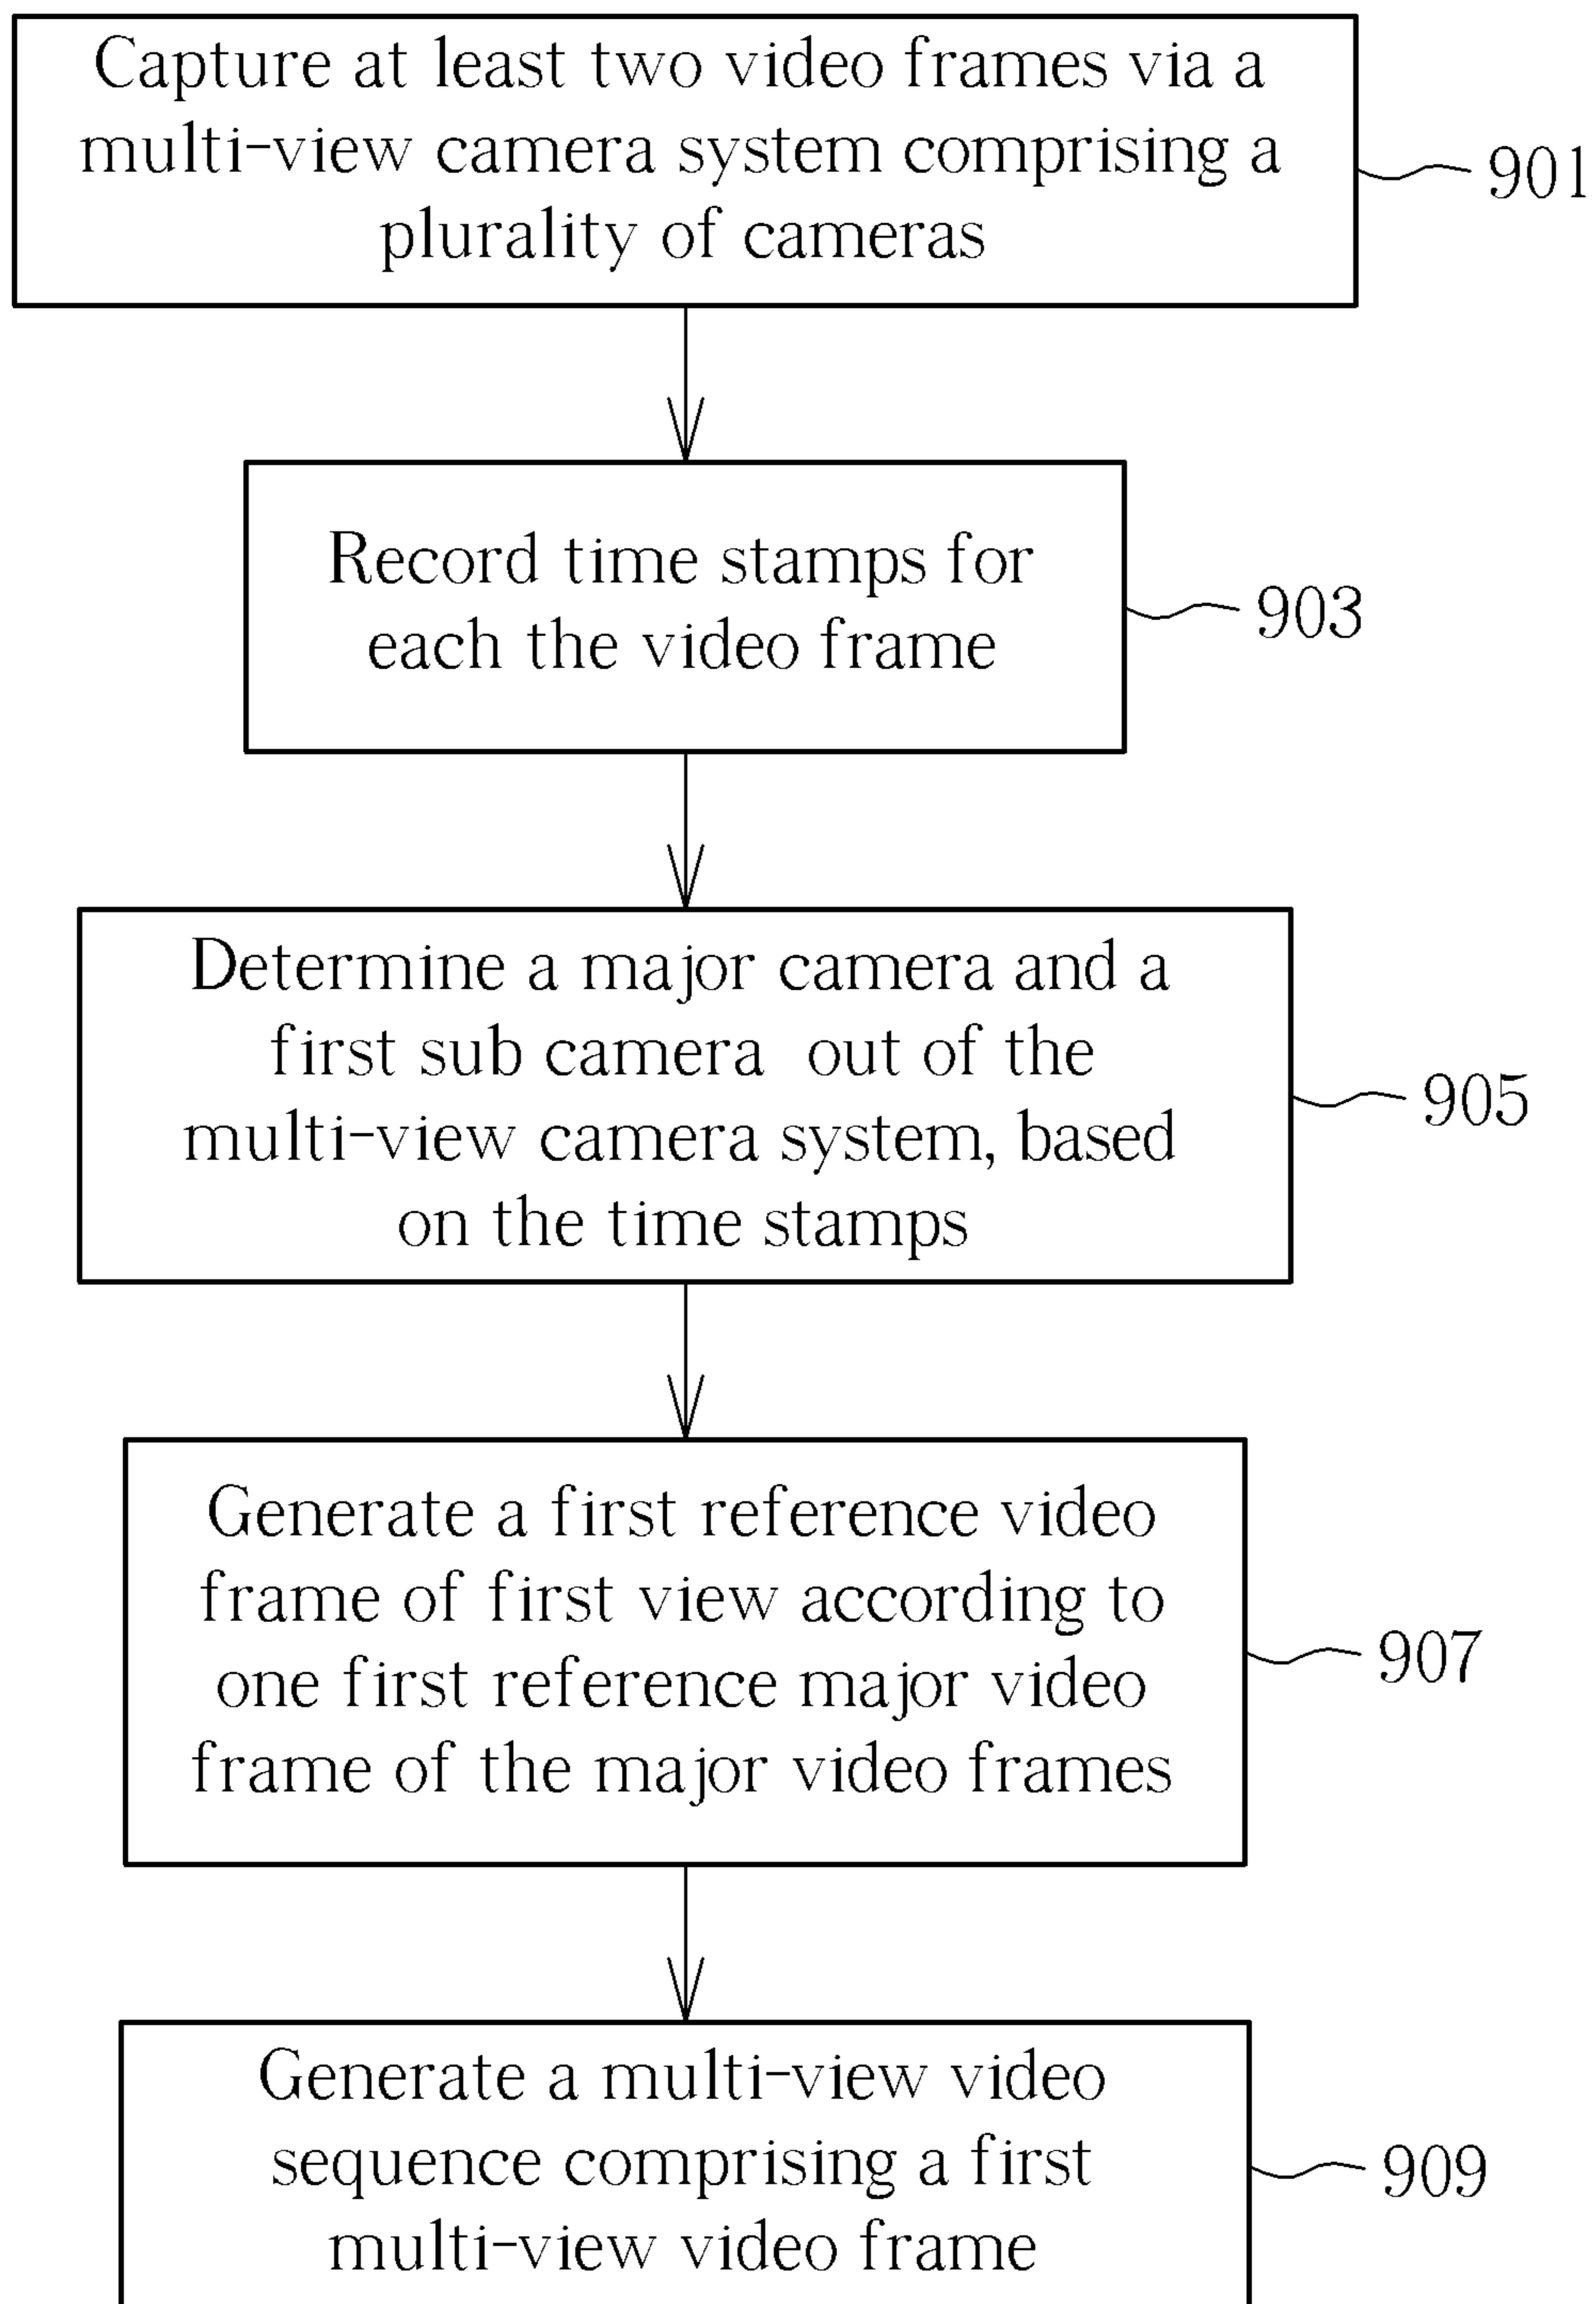 Capture at least two video frames via a
multi-view camera system comprising a
plurality of cameras
901
Record time stamps for
each the video frame
903
Determine a major camera and a
first sub camera out of the
multi-view camera system, based
on the time stamps
905
Generate a first reference video
frame of first view according to
one first reference major video
frame of the major video frames
907
Generate a multi-view video
sequence comprising a first
multi-view video frame
909